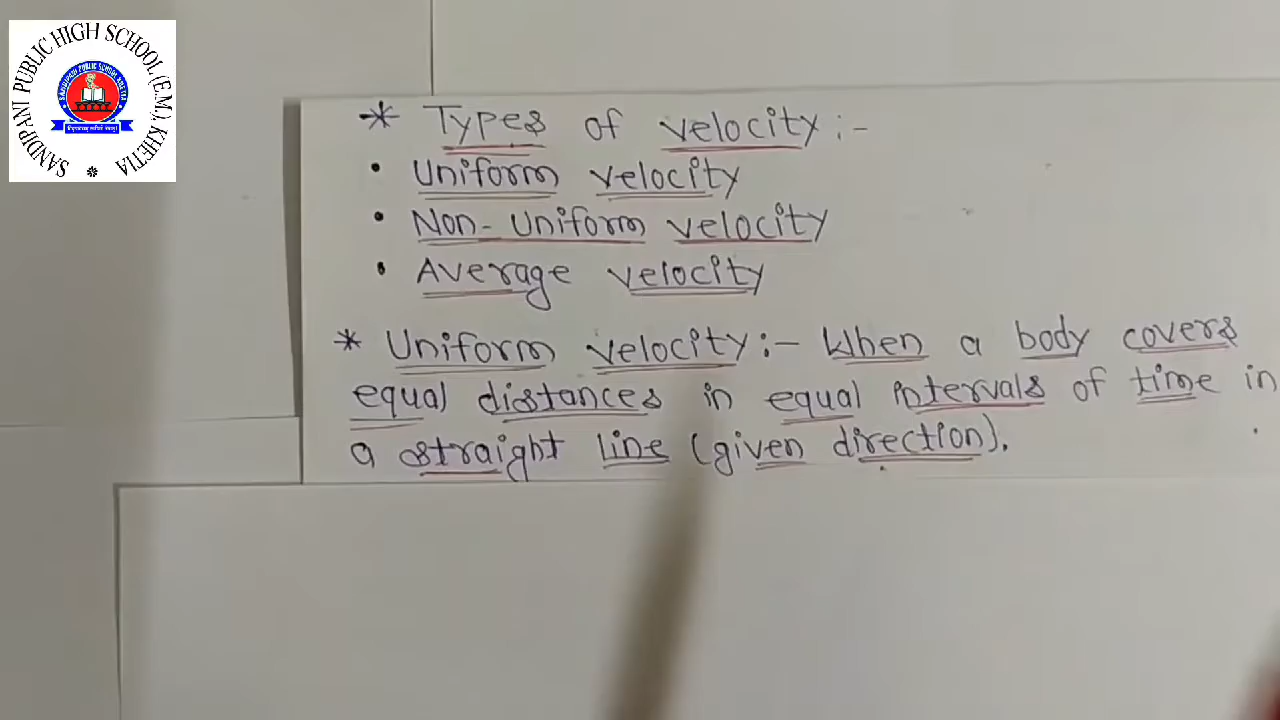 SANDIPANI PUBLIC HIGH SCHOOL (E.M.) KHETIA
* Types of velocity :-
• Uniform velocity
• Non-Uniform velocity
• Average velocity
* Uniform velocity :- When a body covers
equal distances in equal intervals of time in
a straight line (given direction).